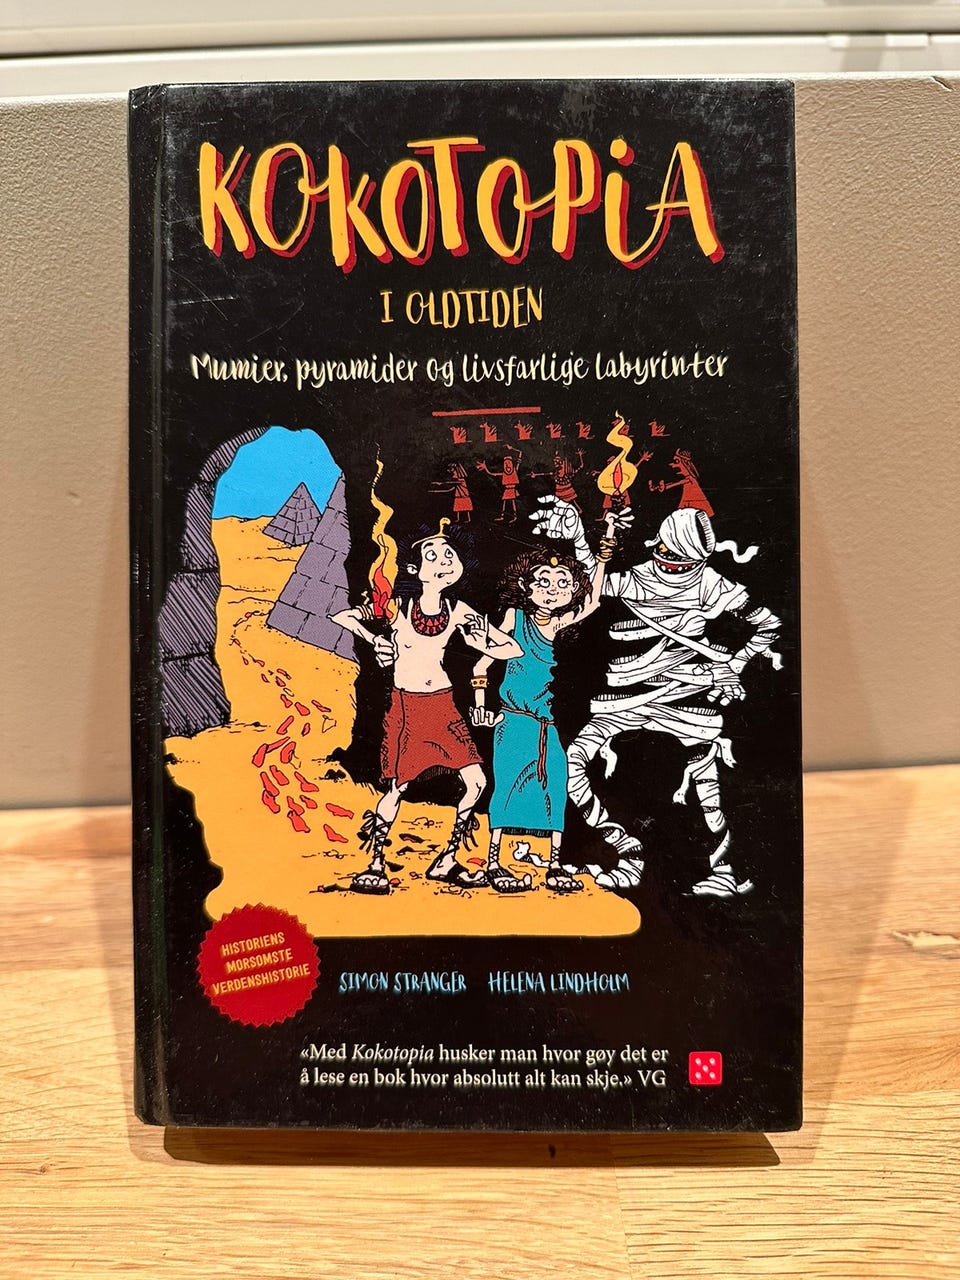 KOKOTOPiA
I OLDTIDEN
Mumier, pyramider og livsfarlige labyrinter
HISTORIENS
MORSOMSTE
VERDENSHISTORIE
SIMON STRANGER HELENA LINDHOLM
«Med Kokotopia husker man hvor gøy det er
å lese en bok hvor absolutt alt kan skje.» VG